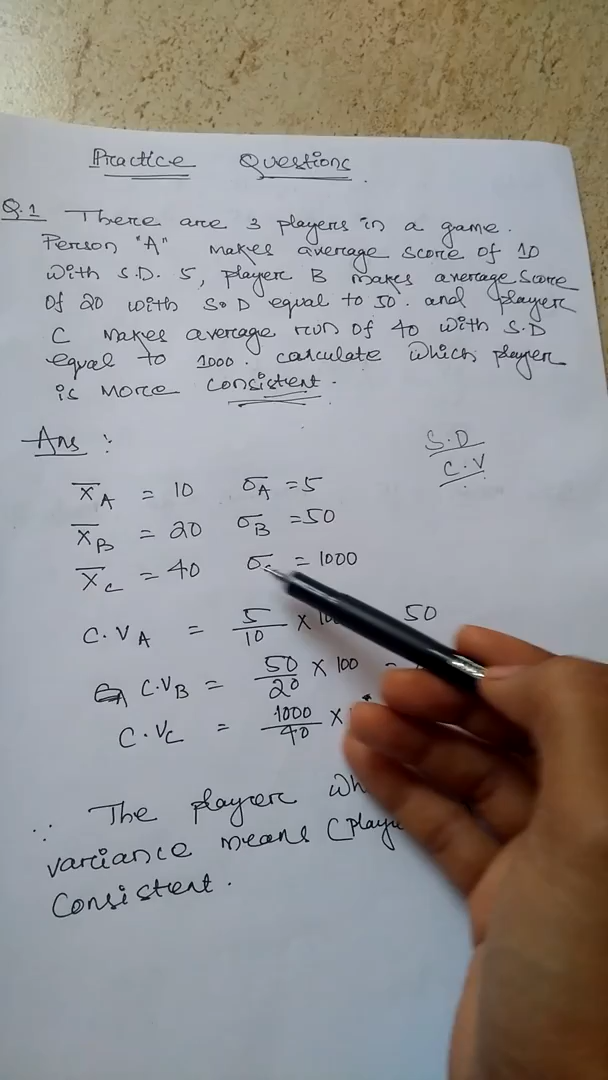 Practice Questions
Q.1 There are 3 players in a game.
Person "A" makes average score of 10
with S.D. 5, player B makes average score
of 20 with S.D equal to 50. and player
C makes average run of 40 with S.D
equal to 1000. calculate which player
is more consistent.
Ans :
S.D
C.V
X̅A = 10 σA = 5
X̅B = 20 σB = 50
X̅C = 40 σC = 1000
C.VA = 5/10 × 50
C.VB = 50/20 × 100 =
C.VC = 1000/40 ×
∵ The player
variance means (
consistent.